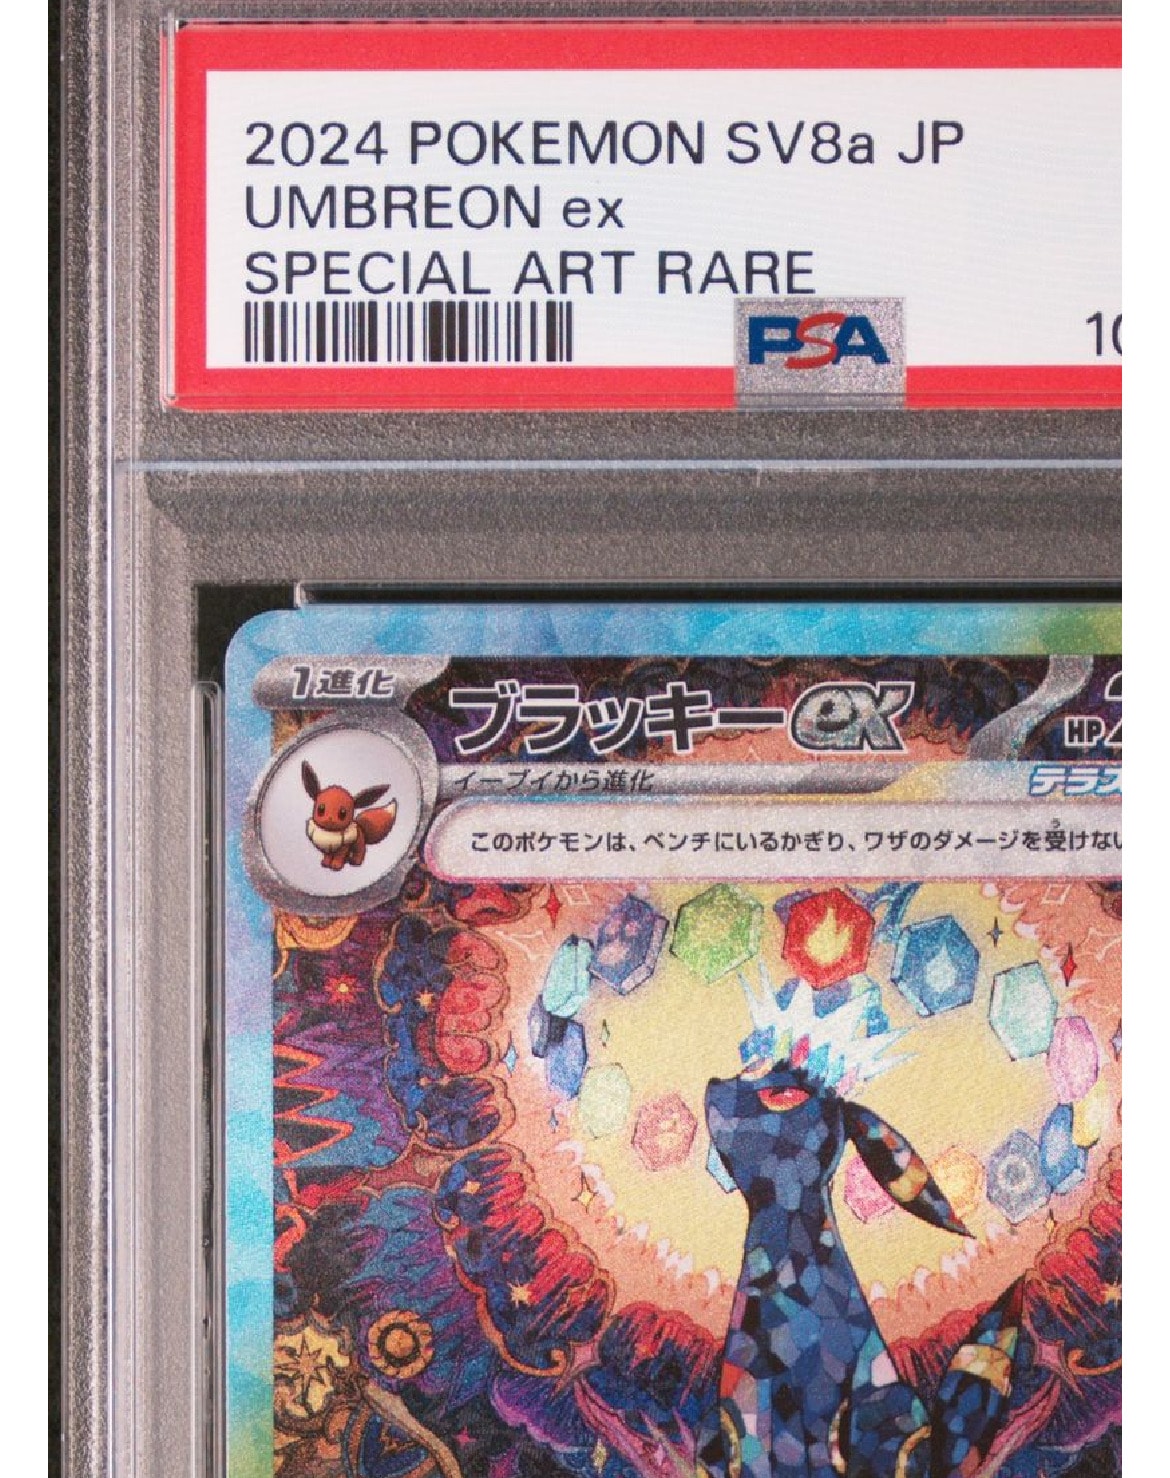 2024 POKEMON SV8a JP
UMBREON ex
SPECIAL ART RARE
PSA
1進化
ブラッキーex
HP
イーブイから進化
テラス
このポケモンは、ベンチにいるかぎり、ワザのダメージを受けない